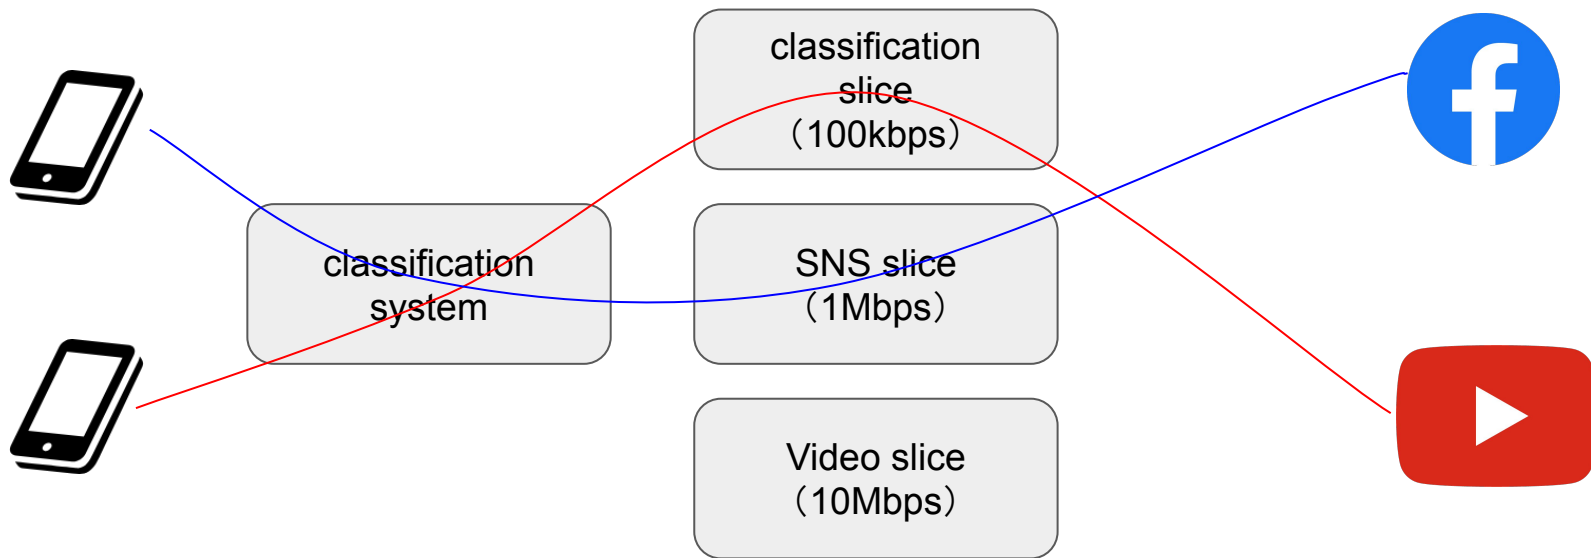 classification
slice
（100kbps）
classification
system
SNS slice
（1Mbps）
Video slice
（10Mbps）